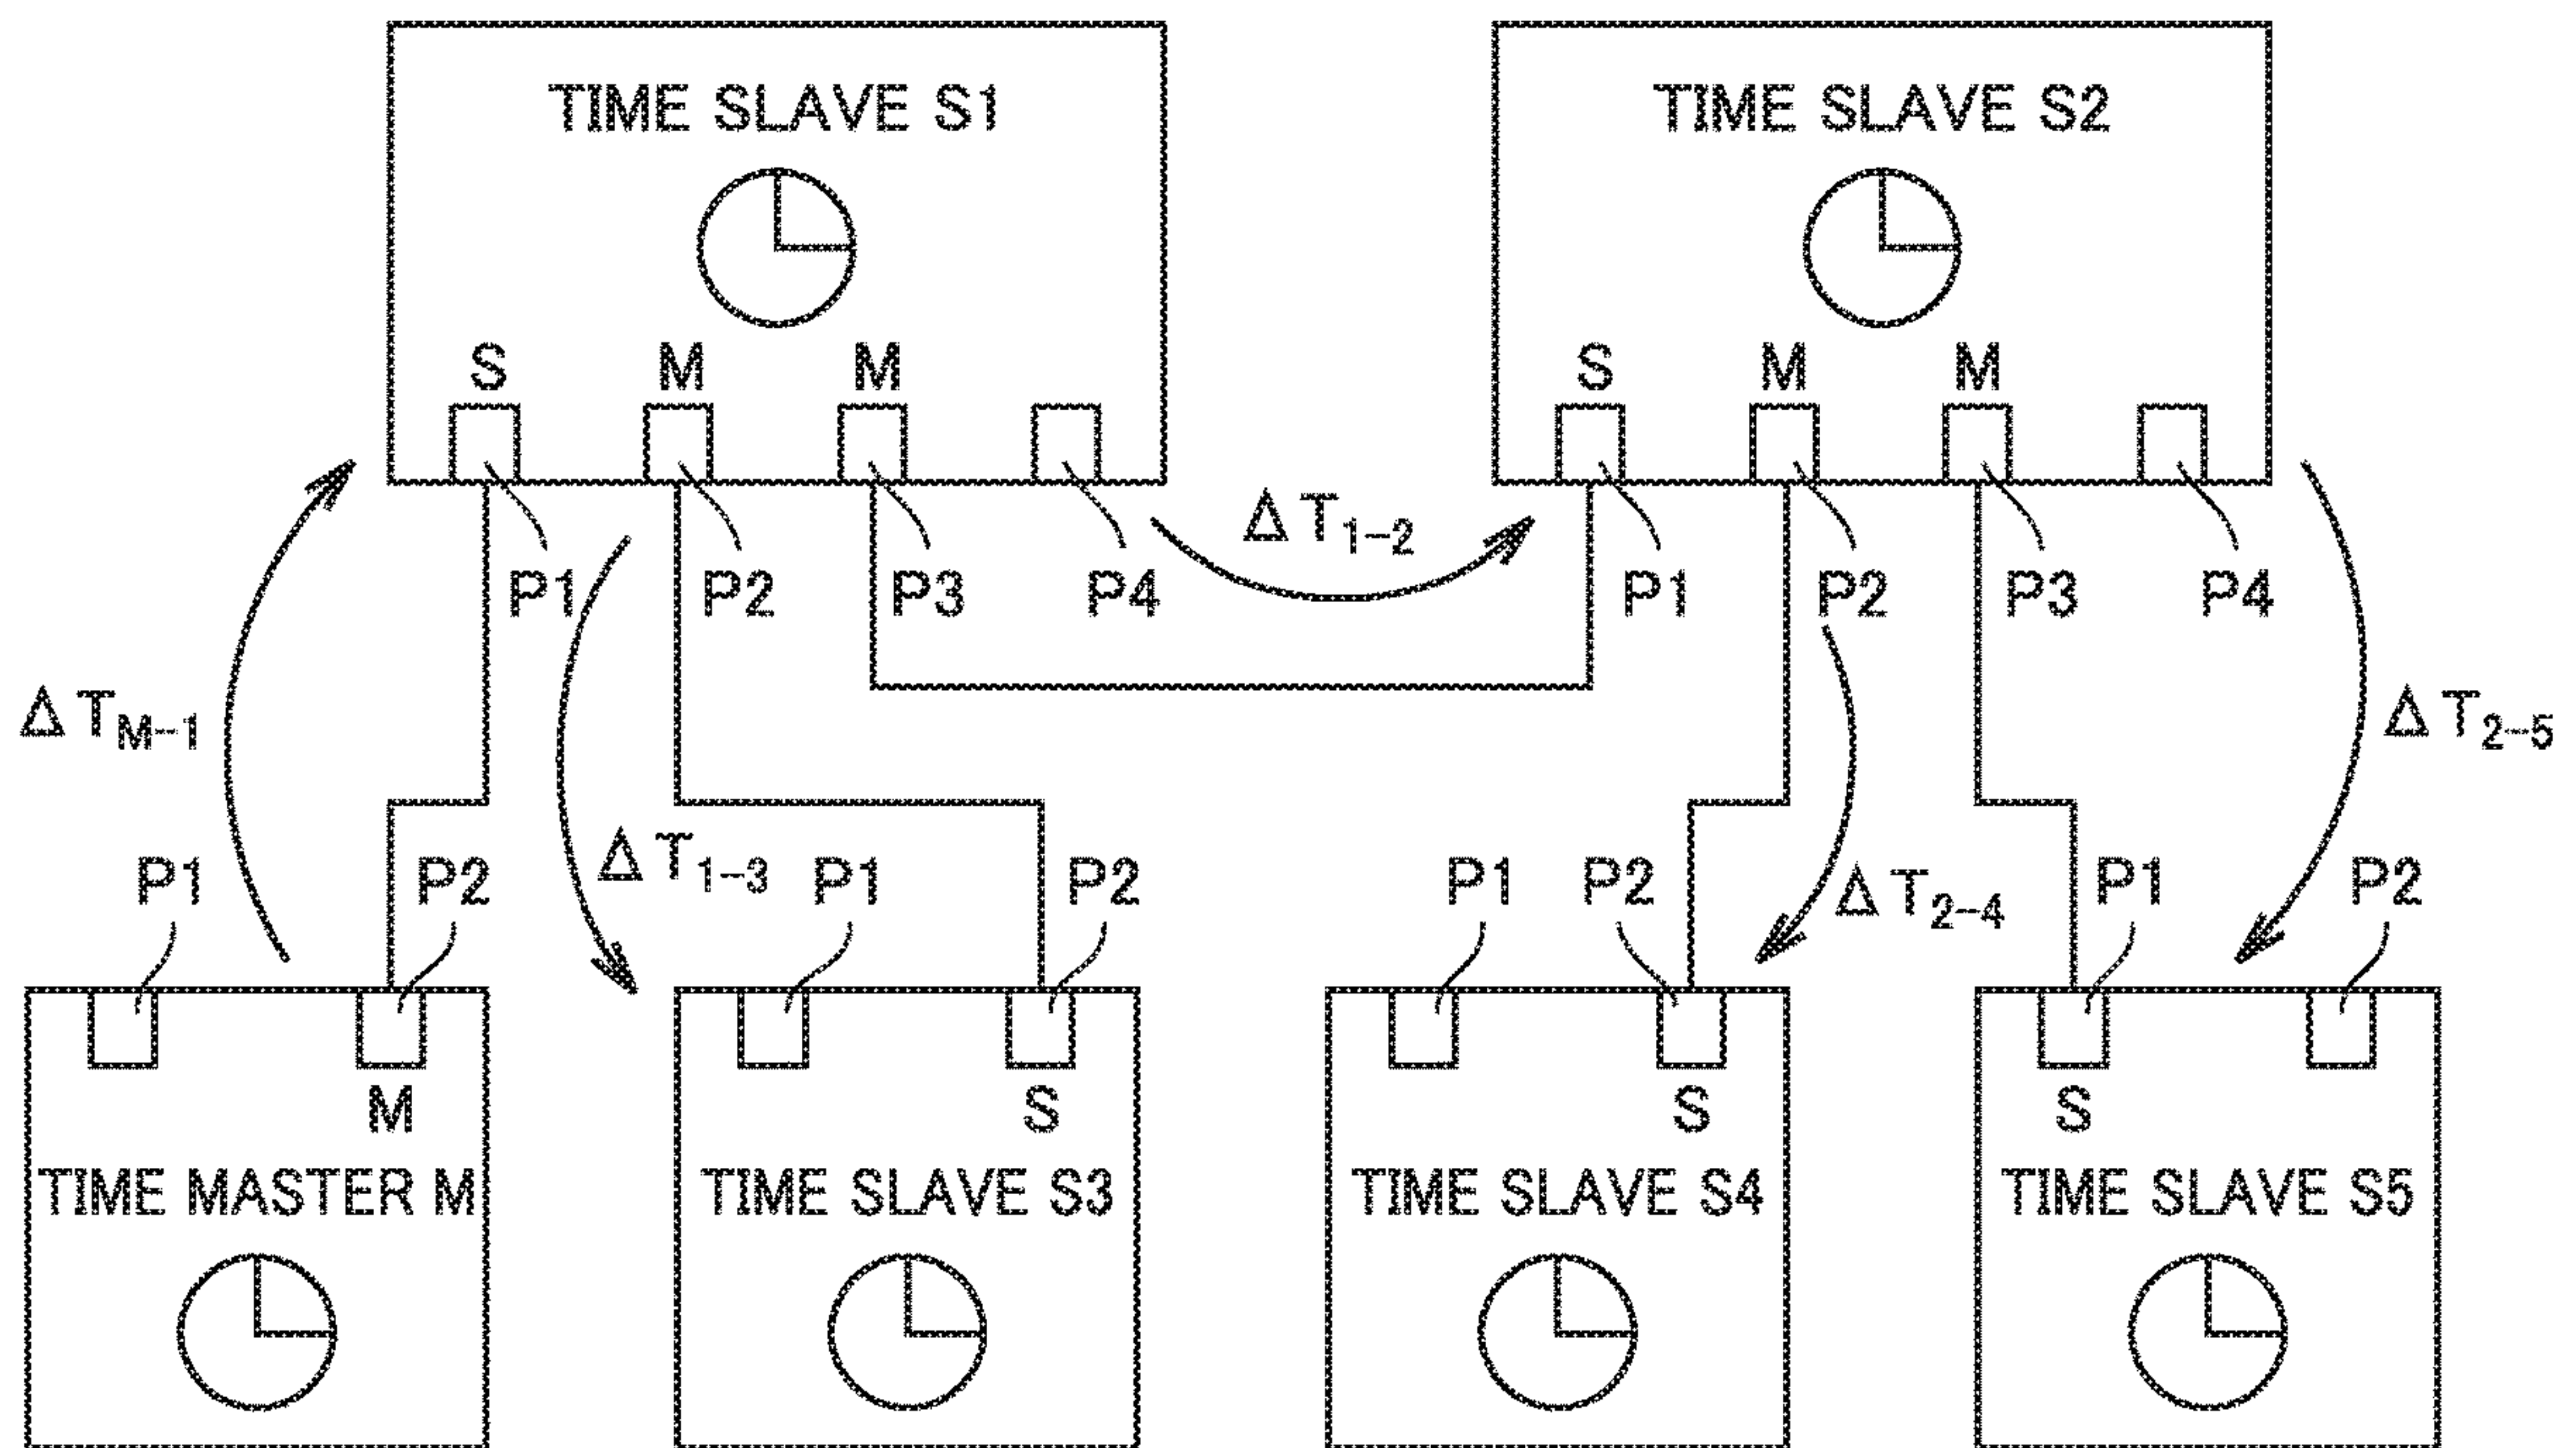 TIME SLAVE S1
TIME SLAVE S2
S M M
S M M
ΔT1-2
P1 P2 P3 P4
P1 P2 P3 P4
ΔTM-1
ΔT2-5
ΔT1-3
ΔT2-4
P1 P2
P1 P2
P1 P2
P1 P2
M
S
S
S
TIME MASTER M
TIME SLAVE S3
TIME SLAVE S4
TIME SLAVE S5